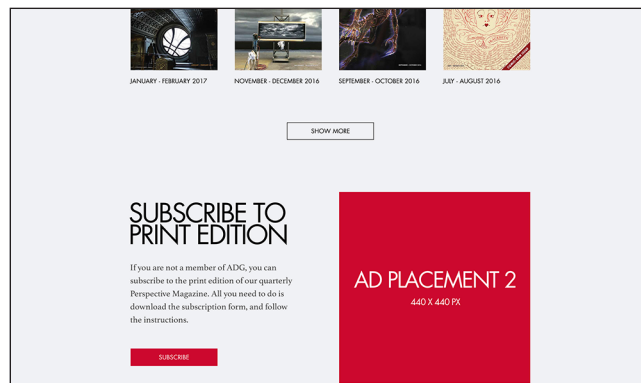 JANUARY - FEBRUARY 2017
NOVEMBER - DECEMBER 2016
SEPTEMBER - OCTOBER 2016
JULY - AUGUST 2016
SHOW MORE
SUBSCRIBE TO
PRINT EDITION
If you are not a member of ADG, you can
subscribe to the print edition of our quarterly
Perspective Magazine. All you need to do is
download the subscription form, and follow
the instructions.
SUBSCRIBE
AD PLACEMENT 2
440 X 440 PX